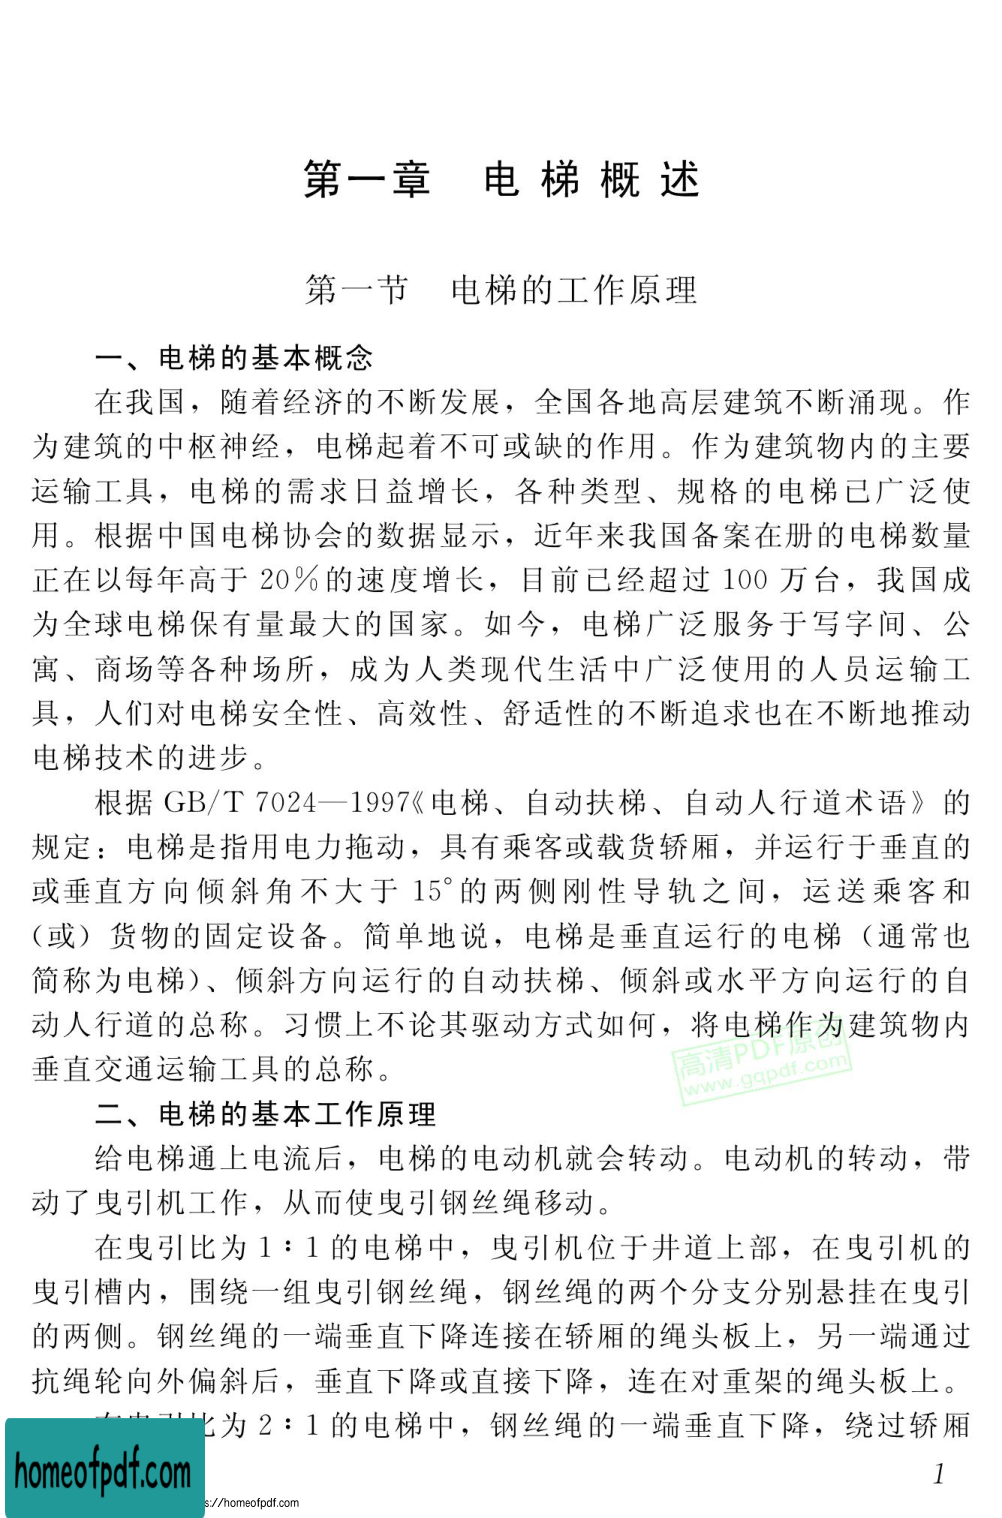 第一章 电梯概述
第一节 电梯的工作原理
一、电梯的基本概念
在我国，随着经济的不断发展，全国各地高层建筑不断涌现。作
为建筑的中枢神经，电梯起着不可或缺的作用。作为建筑物内的主要
运输工具，电梯的需求日益增长，各种类型、规格的电梯已广泛使
用。根据中国电梯协会的数据显示，近年来我国备案在册的电梯数量
正在以每年高于 20%的速度增长，目前已经超过 100 万台，我国成
为全球电梯保有量最大的国家。如今，电梯广泛服务于写字间、公
寓、商场等各种场所，成为人类现代生活中广泛使用的人员运输工
具，人们对电梯安全性、高效性、舒适性的不断追求也在不断地推动
电梯技术的进步。
根据 GB/T 7024—1997《电梯、自动扶梯、自动人行道术语》的
规定：电梯是指用电力拖动，具有乘客或载货轿厢，并运行于垂直的
或垂直方向倾斜角不大于 15°的两侧刚性导轨之间，运送乘客和
（或）货物的固定设备。简单地说，电梯是垂直运行的电梯（通常也
简称为电梯）、倾斜方向运行的自动扶梯、倾斜或水平方向运行的自
动人行道的总称。习惯上不论其驱动方式如何，将电梯作为建筑物内
垂直交通运输工具的总称。
高清PDF原创
www.gqpdf.com
二、电梯的基本工作原理
给电梯通上电流后，电梯的电动机就会转动。电动机的转动，带
动了曳引机工作，从而使曳引钢丝绳移动。
在曳引比为 1∶1 的电梯中，曳引机位于井道上部，在曳引机的
曳引槽内，围绕一组曳引钢丝绳，钢丝绳的两个分支分别悬挂在曳引
的两侧。钢丝绳的一端垂直下降连接在轿厢的绳头板上，另一端通过
抗绳轮向外偏斜后，垂直下降或直接下降，连在对重架的绳头板上。
比为 2∶1 的电梯中，钢丝绳的一端垂直下降，绕过轿厢
homeofpdf.com
1
s://homeofpdf.com